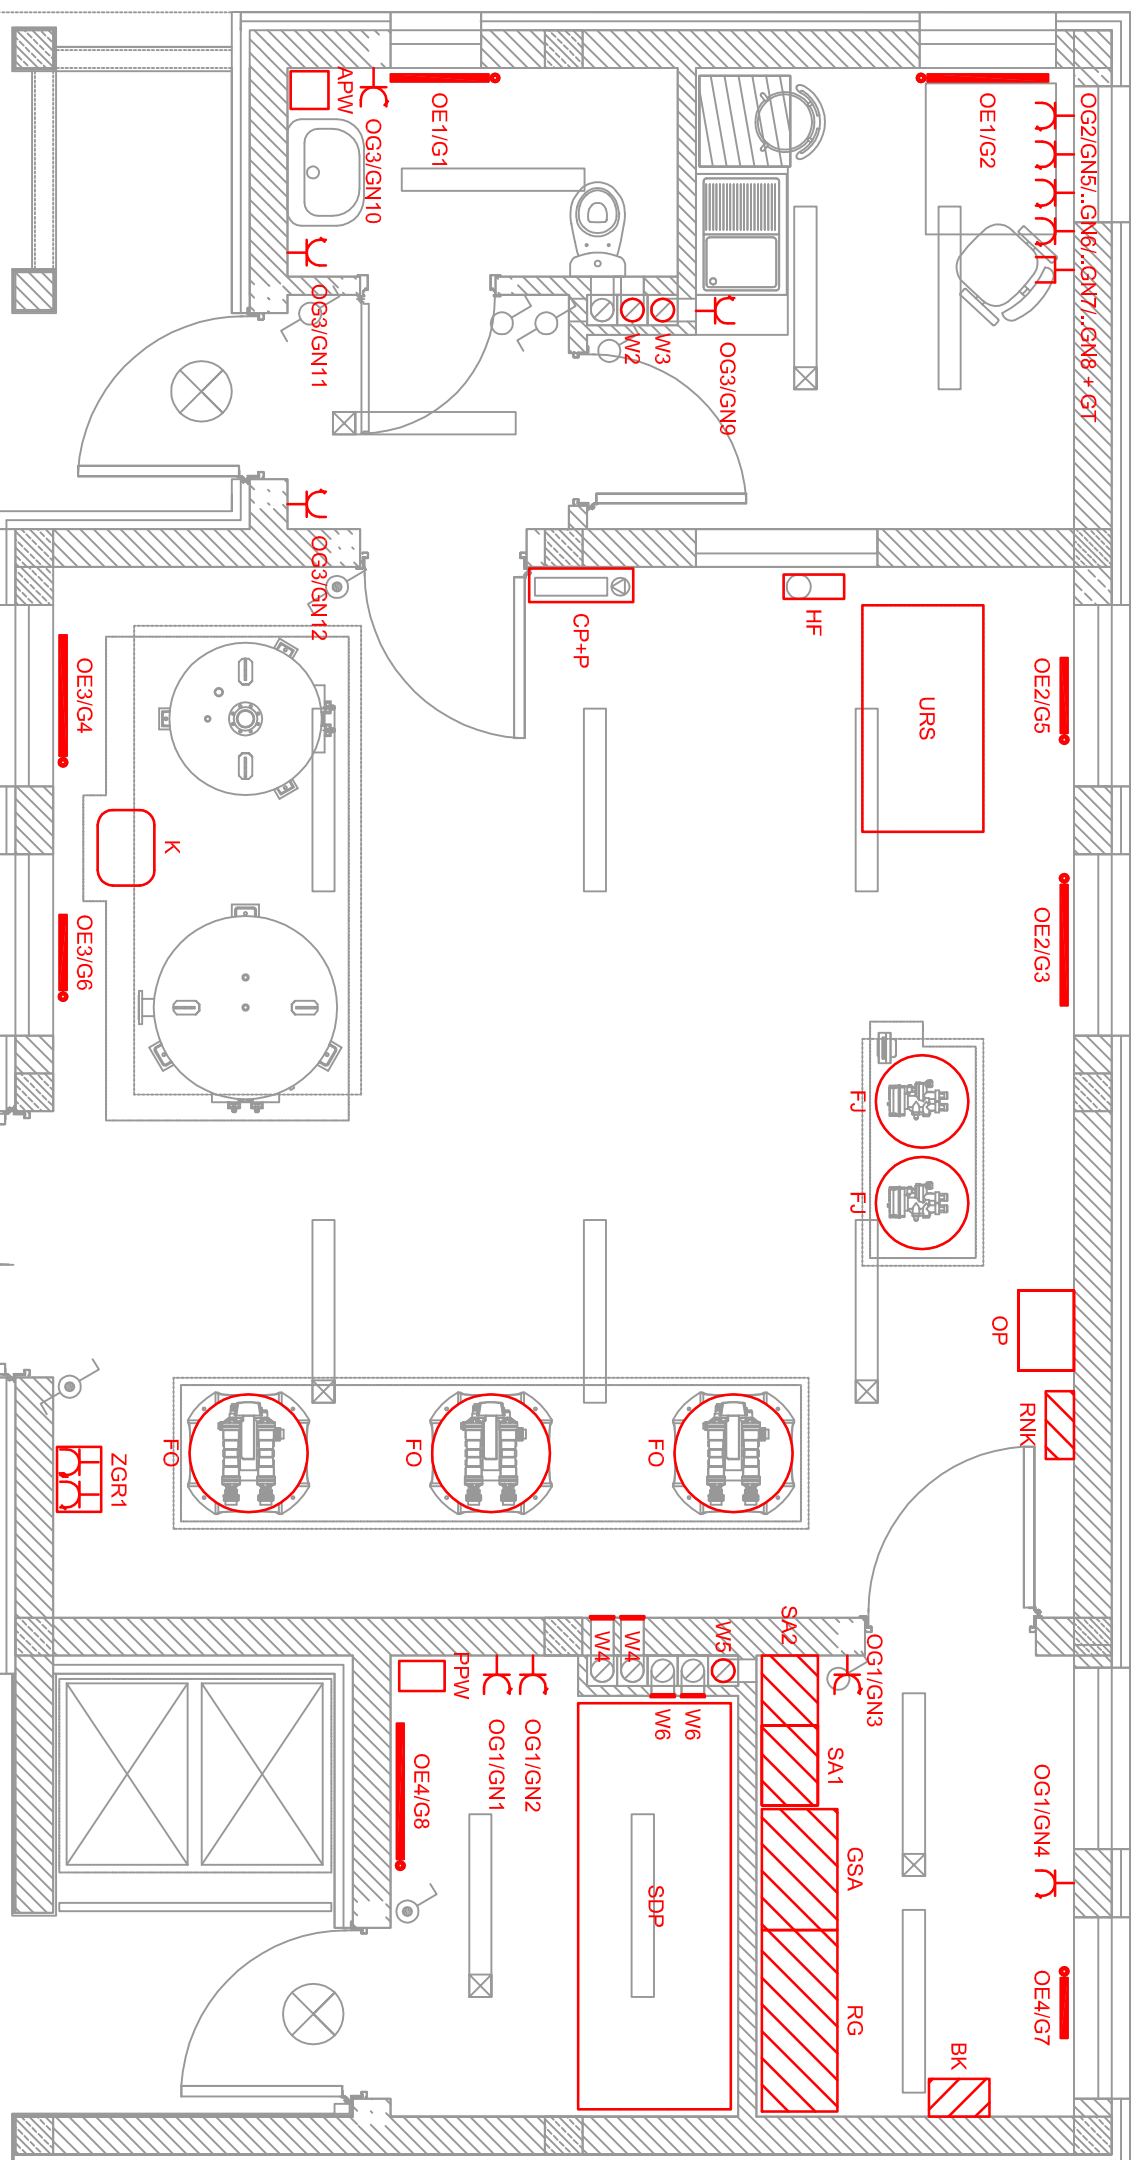 OG2/GN5/..GN6/..GN7/..GN8 + GT
OE1/G2
OE1/G1
APW
OG3/GN10
OG3/GN11
W2
W3
OG3/GN9
OG3/GN12
CP+P
HF
URS
OE2/G5
OE3/G4
K
OE3/G6
OE2/G3
FJ
FJ
OP
RNK
FO
FO
FO
ZGR1
SA2
W4
W4
W5
OG1/GN3
PPW
W6
W6
OG1/GN1
OG1/GN2
SA1
OG1/GN4
OE4/G8
GSA
SDP
RG
OE4/G7
BK